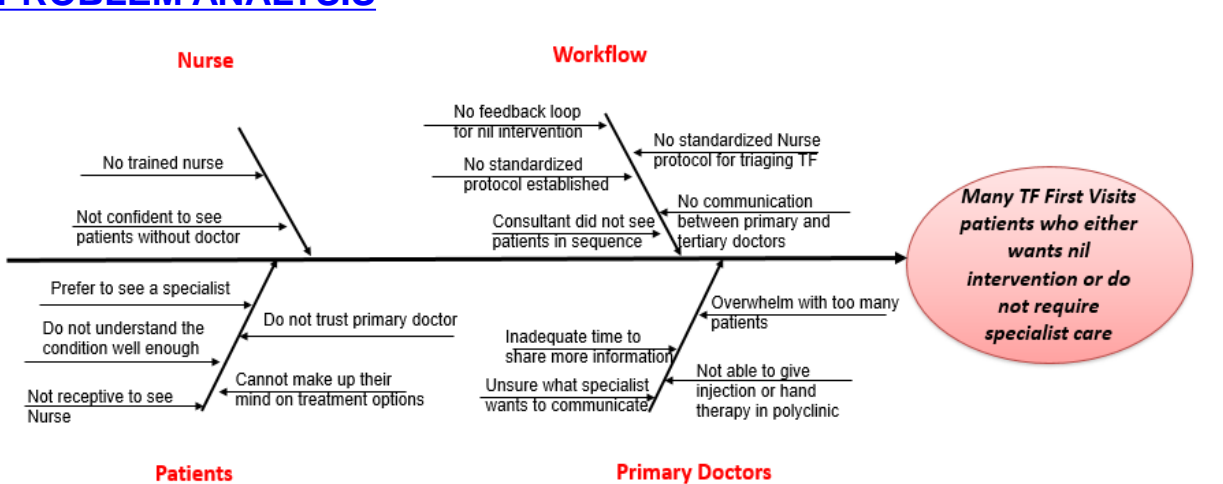 PROBLEM ANALYSIS
Nurse
Workflow
No trained nurse
Not confident to see
patients without doctor
No feedback loop
for nil intervention
No standardized
protocol established
Consultant did not see
patients in sequence
No standardized Nurse
protocol for triaging TF
No communication
between primary and
tertiary doctors
Many TF First Visits
patients who either
wants nil
intervention or do
not require
specialist care
Prefer to see a specialist
Do not understand the
condition well enough
Not receptive to see
Nurse
Do not trust primary doctor
Cannot make up their
mind on treatment options
Inadequate time to
share more information
Unsure what specialist
wants to communicate
Overwhelm with too many
patients
Not able to give
injection or hand
therapy in polyclinic
Patients
Primary Doctors